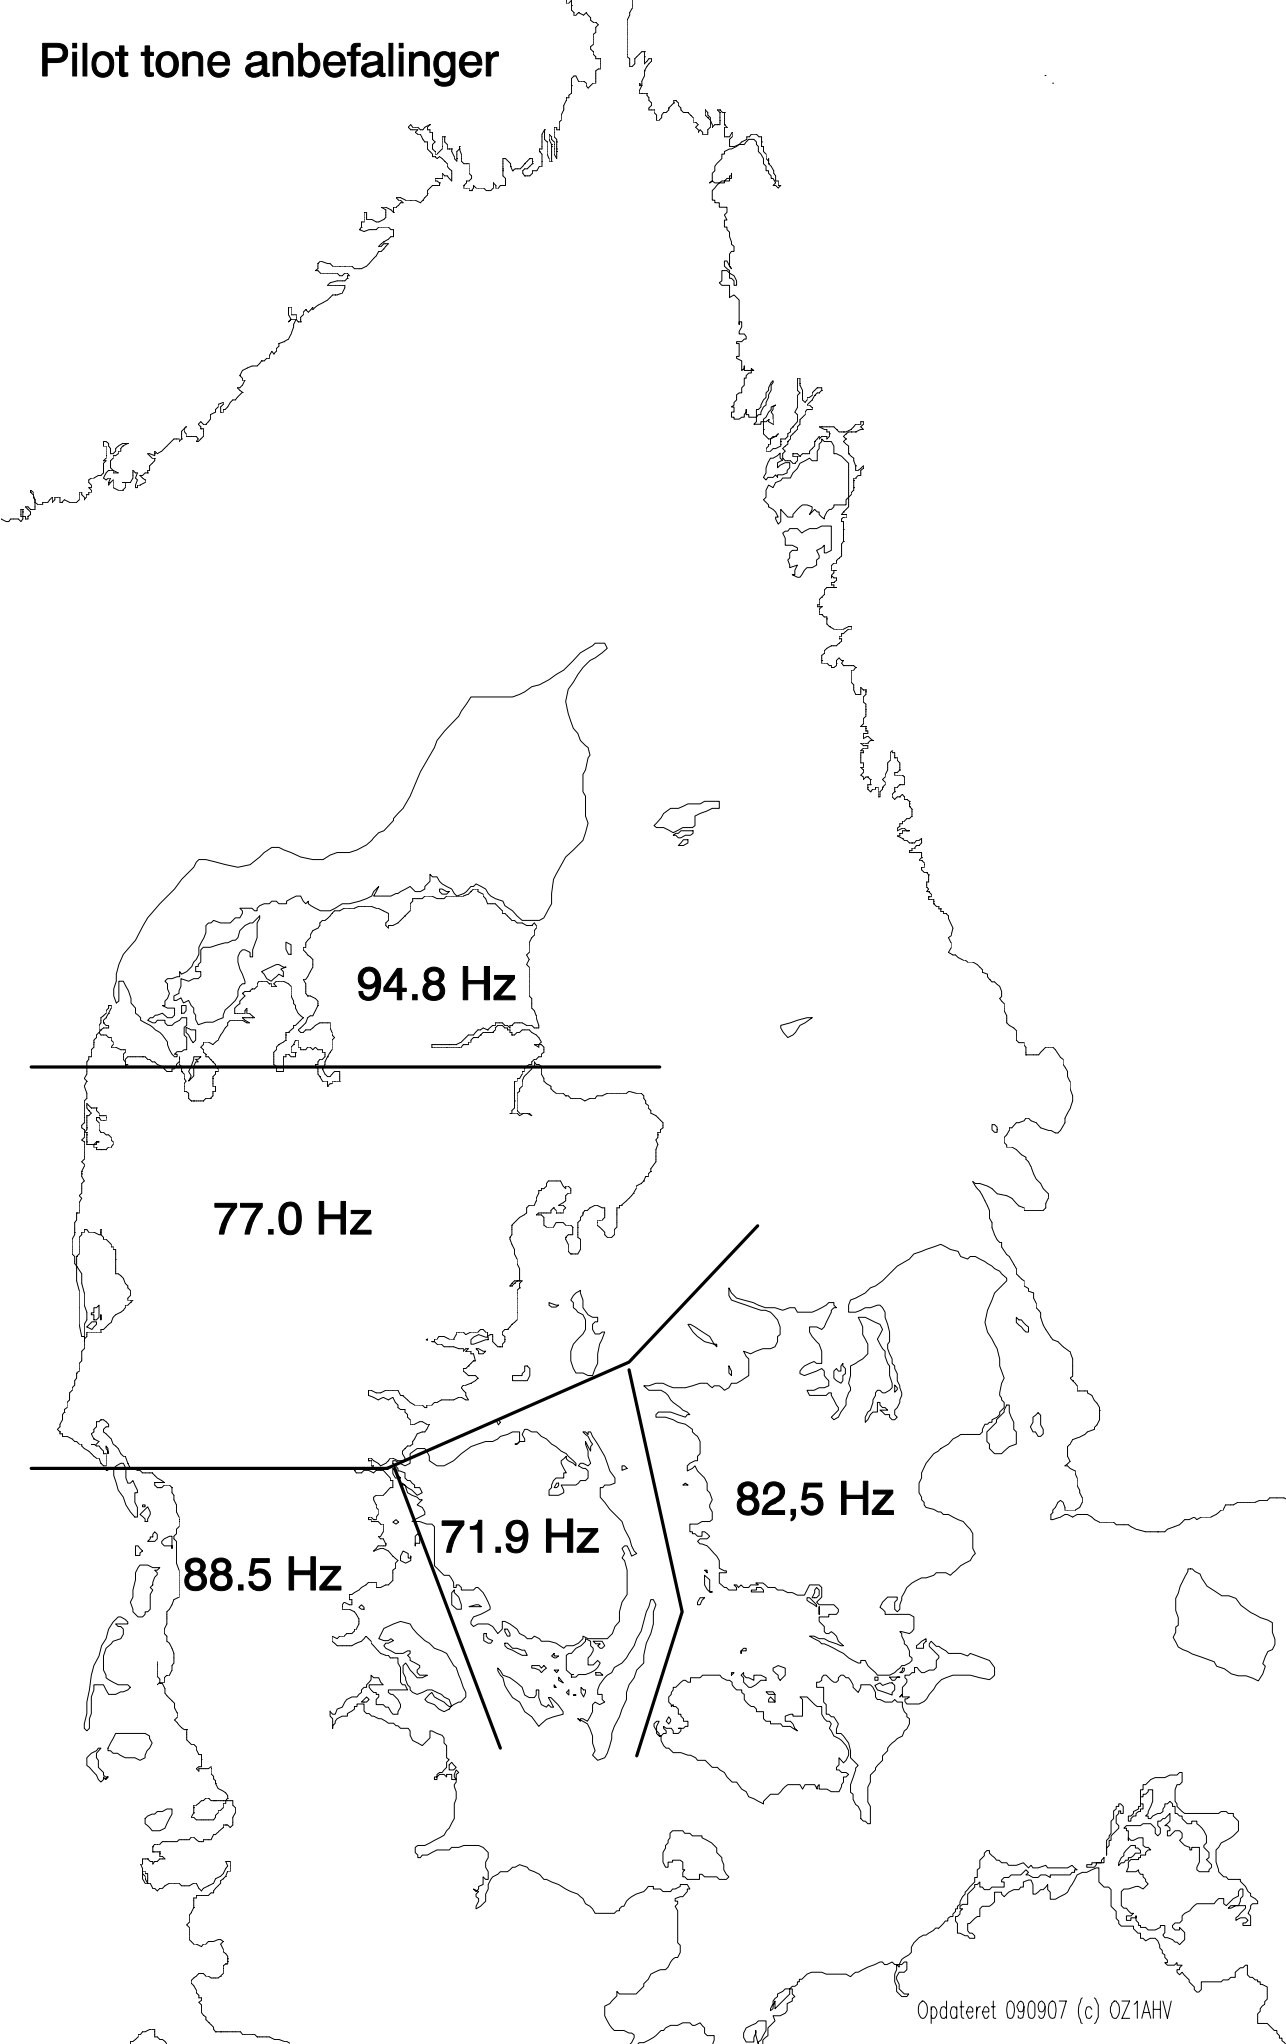 Pilot tone anbefalinger
94.8 Hz
77.0 Hz
82,5 Hz
71.9 Hz
88.5 Hz
Opdateret 090907 (c) OZ1AHV